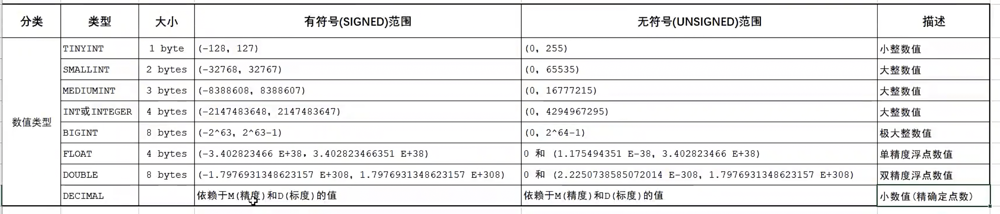 分类 类型 大小 有符号(SIGNED)范围 无符号(UNSIGNED)范围 描述
数值类型
TINYINT 1 byte (-128, 127) (0, 255) 小整数值
SMALLINT 2 bytes (-32768, 32767) (0, 65535) 大整数值
MEDIUMINT 3 bytes (-8388608, 8388607) (0, 16777215) 大整数值
INT或INTEGER 4 bytes (-2147483648, 2147483647) (0, 4294967295) 大整数值
BIGINT 8 bytes (-2^63, 2^63-1) (0, 2^64-1) 极大整数值
FLOAT 4 bytes (-3.402823466 E+38, 3.402823466351 E+38) 0 和 (1.175494351 E-38, 3.402823466 E+38) 单精度浮点数值
DOUBLE 8 bytes (-1.7976931348623157 E+308, 1.7976931348623157 E+308) 0 和 (2.2250738585072014 E-308, 1.7976931348623157 E+308) 双精度浮点数值
DECIMAL 依赖于M(精度)和D(标度)的值 依赖于M(精度)和D(标度)的值 小数值(精确定点数)